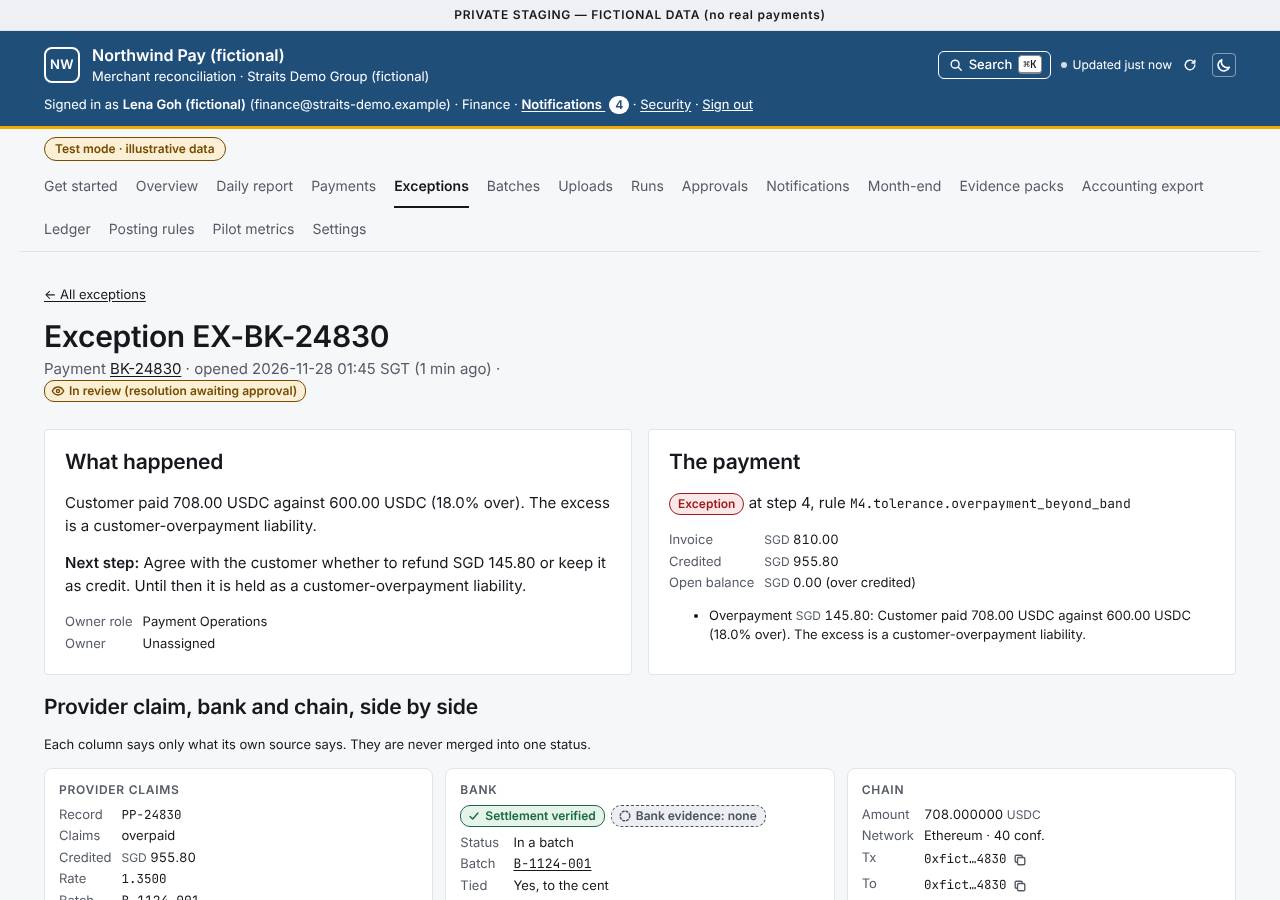 PRIVATE STAGING — FICTIONAL DATA (no real payments)
NW
Northwind Pay (fictional)
Merchant reconciliation · Straits Demo Group (fictional)
Search ⌘K
Updated just now
Signed in as Lena Goh (fictional) (finance@straits-demo.example) · Finance · Notifications 4 · Security · Sign out
Test mode · illustrative data
Get started Overview Daily report Payments Exceptions Batches Uploads Runs Approvals Notifications Month-end Evidence packs Accounting export
Ledger Posting rules Pilot metrics Settings
← All exceptions
Exception EX-BK-24830
Payment BK-24830 · opened 2026-11-28 01:45 SGT (1 min ago) ·
In review (resolution awaiting approval)
What happened
Customer paid 708.00 USDC against 600.00 USDC (18.0% over). The excess
is a customer-overpayment liability.
Next step: Agree with the customer whether to refund SGD 145.80 or keep it
as credit. Until then it is held as a customer-overpayment liability.
Owner role Payment Operations
Owner Unassigned
The payment
Exception at step 4, rule M4.tolerance.overpayment_beyond_band
Invoice SGD 810.00
Credited SGD 955.80
Open balance SGD 0.00 (over credited)
• Overpayment SGD 145.80: Customer paid 708.00 USDC against 600.00 USDC
(18.0% over). The excess is a customer-overpayment liability.
Provider claim, bank and chain, side by side
Each column says only what its own source says. They are never merged into one status.
PROVIDER CLAIMS
Record PP-24830
Claims overpaid
Credited SGD 955.80
Rate 1.3500
Batch B-1124-001
BANK
Settlement verified Bank evidence: none
Status In a batch
Batch B-1124-001
Tied Yes, to the cent
CHAIN
Amount 708.000000 USDC
Network Ethereum · 40 conf.
Tx 0xfict…4830
To 0xfict…4830